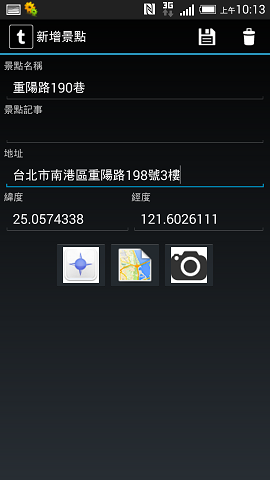 3G
上午10:13
t 新增景點
景點名稱
重陽路190巷
景點記事
地址
台北市南港區重陽路198號3樓
緯度 經度
25.0574338 121.6026111